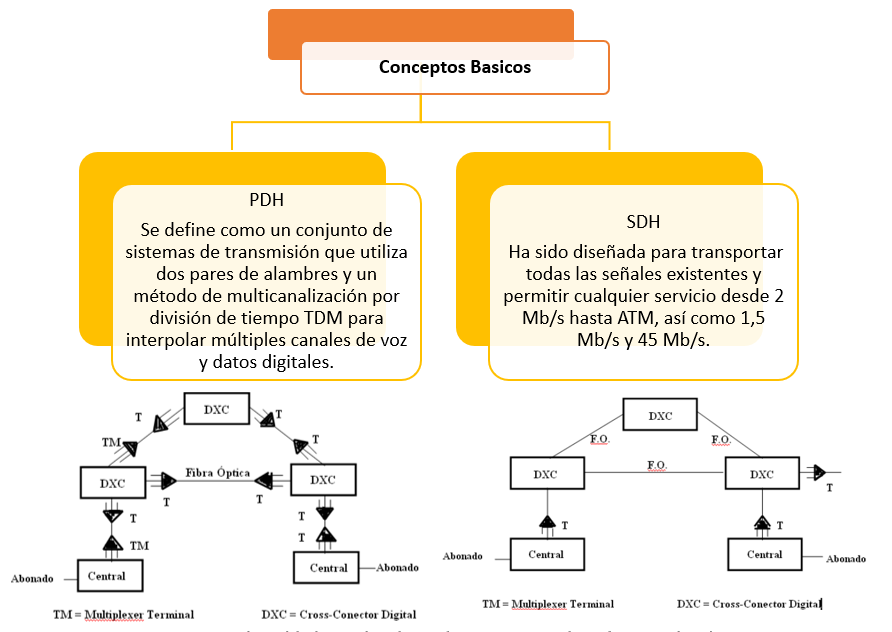 Conceptos Basicos
PDH
Se define como un conjunto de
sistemas de transmisión que utiliza
dos pares de alambres y un
método de multicanalización por
división de tiempo TDM para
interpolar múltiples canales de voz
y datos digitales.
SDH
Ha sido diseñada para transportar
todas las señales existentes y
permitir cualquier servicio desde 2
Mb/s hasta ATM, así como 1,5
Mb/s y 45 Mb/s.
DXC
T
T
TM
T
DXC
Fibra Óptica
DXC
T
T
T
T
TM
T
Abonado
Central
Central
Abonado
TM = Multiplexer Terminal
DXC = Cross-Conector Digital
DXC
F.O.
F.O.
DXC
F.O.
DXC
T
T
T
Abonado
Central
Central
Abonado
TM = Multiplexer Terminal
DXC = Cross-Conector Digital